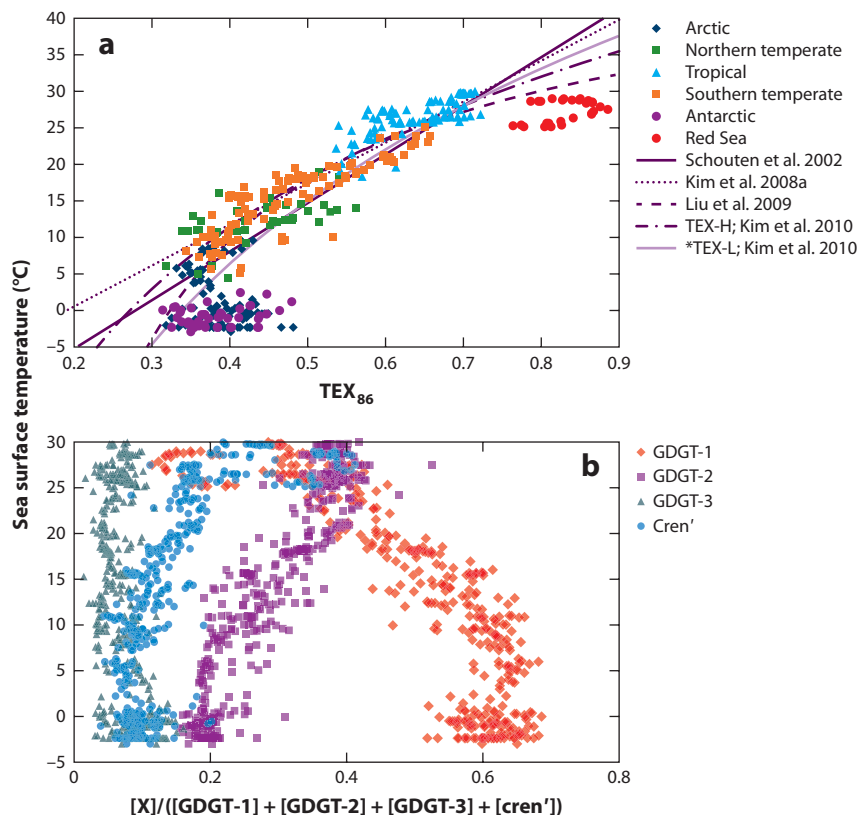 a
Arctic
Northern temperate
Tropical
Southern temperate
Antarctic
Red Sea
Schouten et al. 2002
Kim et al. 2008a
Liu et al. 2009
TEX-H; Kim et al. 2010
*TEX-L; Kim et al. 2010
40
35
30
25
20
15
10
5
0
−5
0.2
0.3
0.4
0.5
0.6
0.7
0.8
0.9
TEX86
Sea surface temperature (°C)
b
GDGT-1
GDGT-2
GDGT-3
Cren′
30
25
20
15
10
5
0
−5
0
0.2
0.4
0.6
0.8
[X]/([GDGT-1] + [GDGT-2] + [GDGT-3] + [cren′])